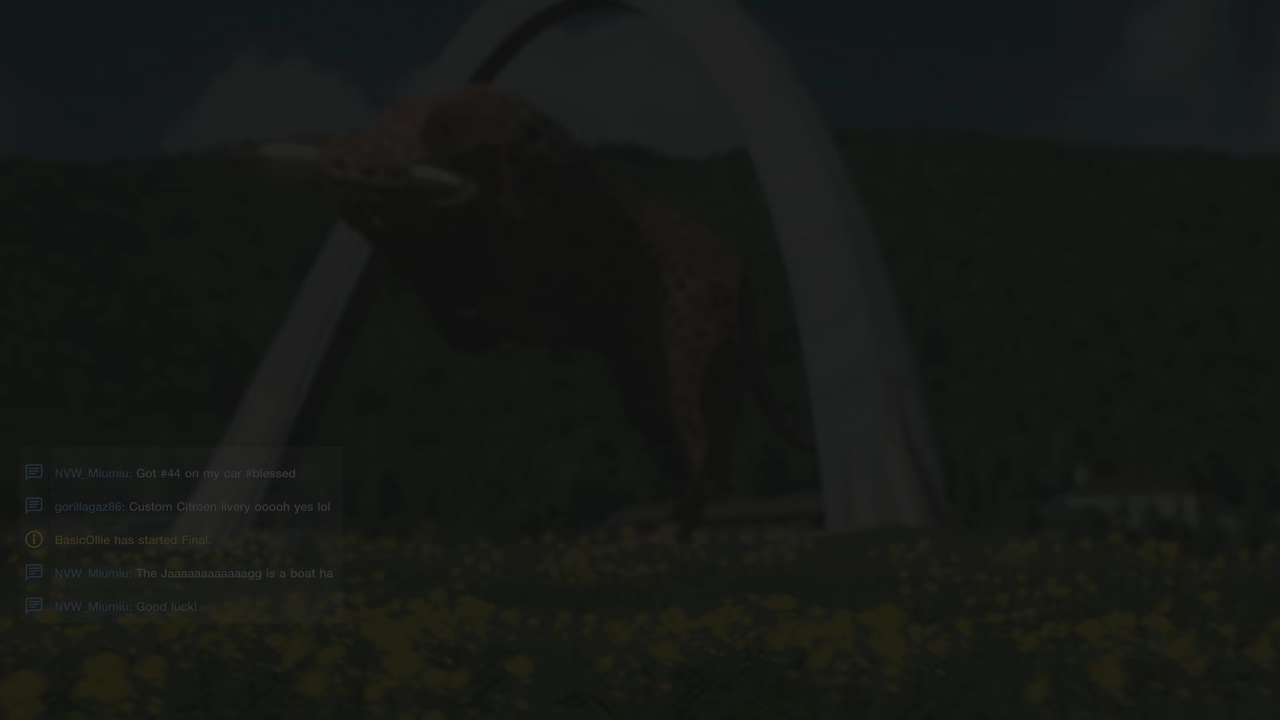 NVW_Miumiu: Got #44 on my car #blessed
gorillagaz86: Custom Citroën livery ooooh yes lol
BasicOllie has started Final.
NVW_Miumiu: The Jaaaaaaaaaaaagg is a boat ha
NVW_Miumiu: Good luck!